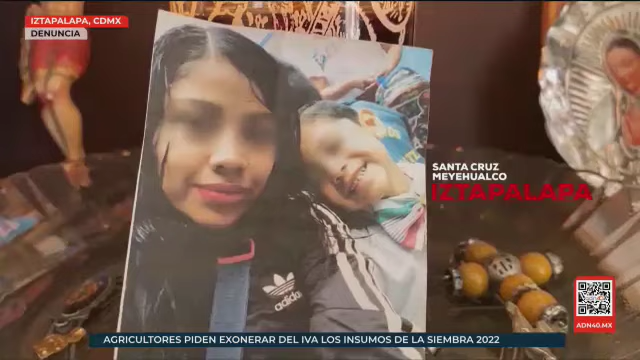 IZTAPALAPA, CDMX
DENUNCIA
SANTA CRUZ
MEYEHUALCO
IZTAPALAPA
adidas
ADN40.MX
AGRICULTORES PIDEN EXONERAR DEL IVA LOS INSUMOS DE LA SIEMBRA 2022